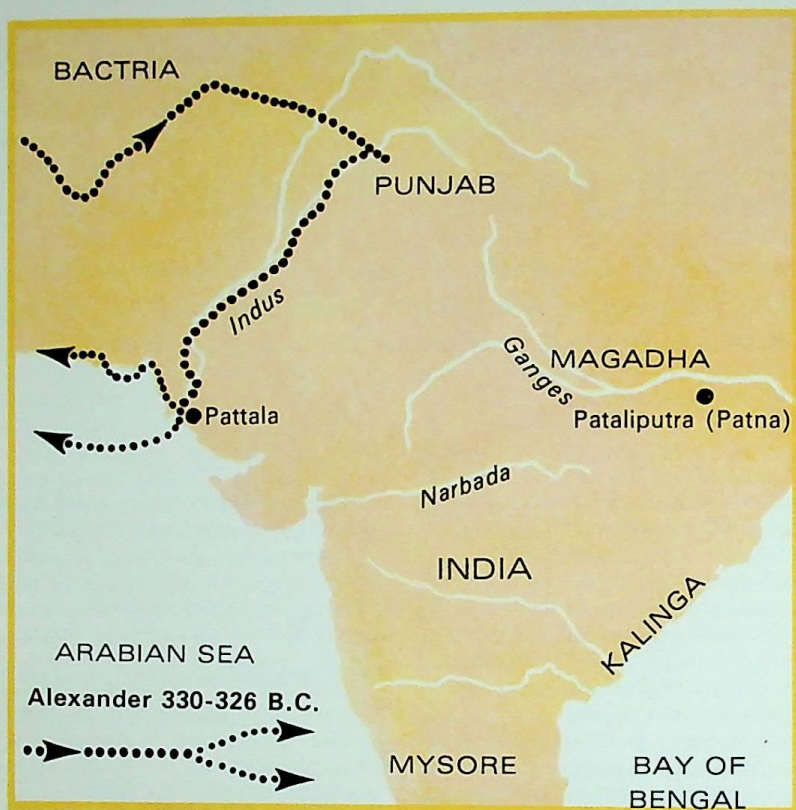 BACTRIA
PUNJAB
Indus
Ganges
MAGADHA
Pattala
Pataliputra (Patna)
Narbada
INDIA
KALINGA
ARABIAN SEA
Alexander 330-326 B.C.
MYSORE
BAY OF
BENGAL